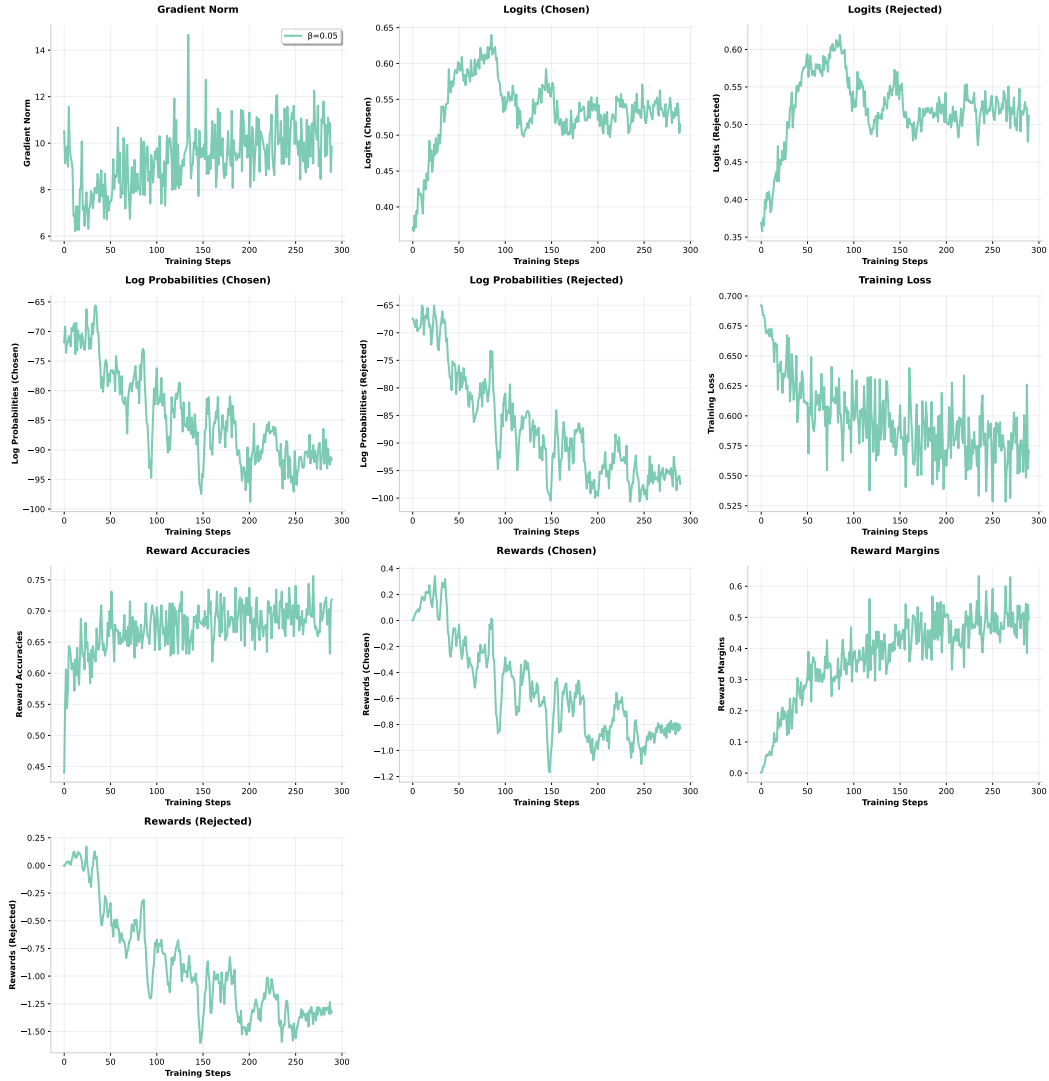 Gradient Norm
β=0.05
Gradient Norm
14
12
10
8
6
0 50 100 150 200 250 300
Training Steps
Logits (Chosen)
Logits (Chosen)
0.65
0.60
0.55
0.50
0.45
0.40
0 50 100 150 200 250 300
Training Steps
Logits (Rejected)
Logits (Rejected)
0.60
0.55
0.50
0.45
0.40
0.35
0 50 100 150 200 250 300
Training Steps
Log Probabilities (Chosen)
Log Probabilities (Chosen)
−65
−70
−75
−80
−85
−90
−95
−100
0 50 100 150 200 250 300
Training Steps
Log Probabilities (Rejected)
Log Probabilities (Rejected)
−65
−70
−75
−80
−85
−90
−95
−100
0 50 100 150 200 250 300
Training Steps
Training Loss
Training Loss
0.700
0.675
0.650
0.625
0.600
0.575
0.550
0.525
0 50 100 150 200 250 300
Training Steps
Reward Accuracies
Reward Accuracies
0.75
0.70
0.65
0.60
0.55
0.50
0.45
0 50 100 150 200 250 300
Training Steps
Rewards (Chosen)
Rewards (Chosen)
0.4
0.2
0.0
−0.2
−0.4
−0.6
−0.8
−1.0
−1.2
0 50 100 150 200 250 300
Training Steps
Reward Margins
Reward Margins
0.6
0.5
0.4
0.3
0.2
0.1
0.0
0 50 100 150 200 250 300
Training Steps
Rewards (Rejected)
Rewards (Rejected)
0.25
0.00
−0.25
−0.50
−0.75
−1.00
−1.25
−1.50
0 50 100 150 200 250 300
Training Steps